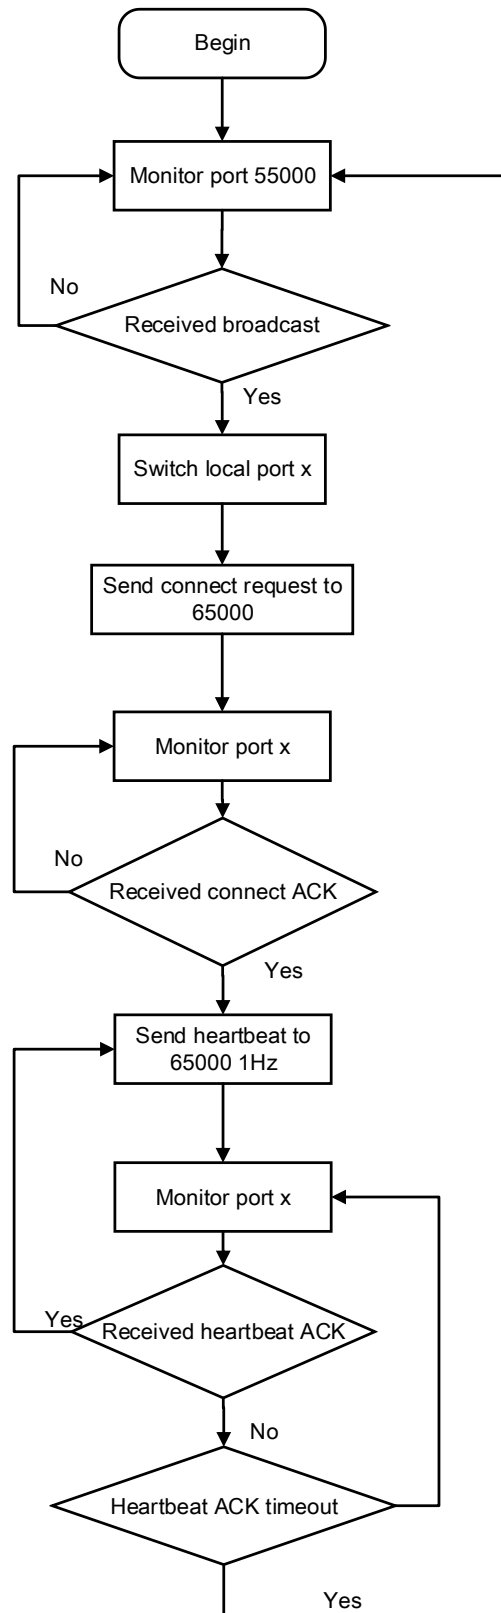 Begin
Monitor port 55000
No
Received broadcast
Yes
Switch local port x
Send connect request to
65000
Monitor port x
No
Received connect ACK
Yes
Send heartbeat to
65000 1Hz
Monitor port x
Yes
Received heartbeat ACK
No
Heartbeat ACK timeout
Yes